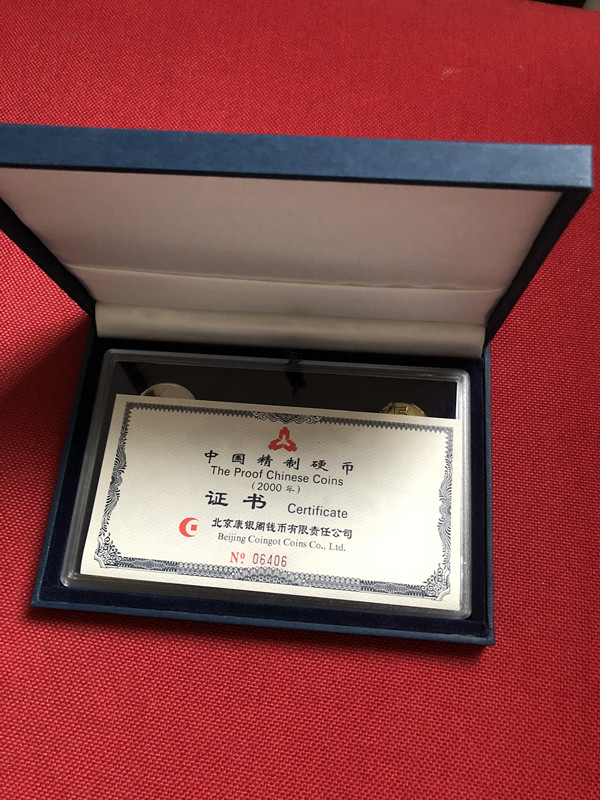 中国精制硬币
The Proof Chinese Coins
(2000年)
证书 Certificate
北京康银阁钱币有限责任公司
Beijing Coingot Coins Co., Ltd.
Nº 06406